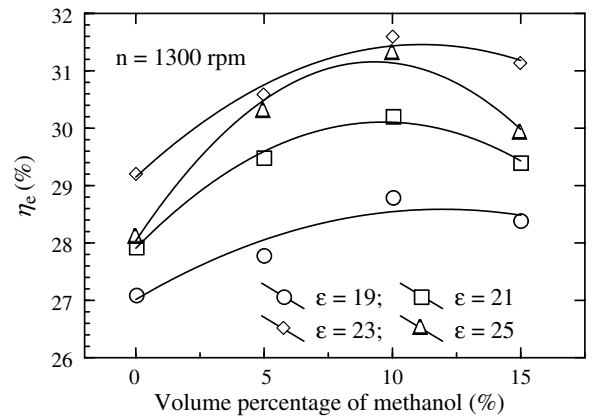 32
n = 1300 rpm
31
30
29
28
27
26
ηe (%)
ε = 19; ε = 21
ε = 23; ε = 25
0 5 10 15
Volume percentage of methanol (%)